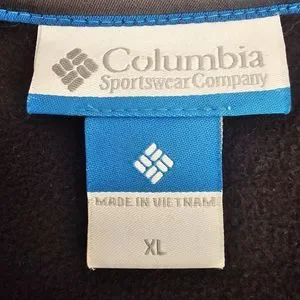 Columbia
Sportswear Company
MADE IN VIETNAM
XL